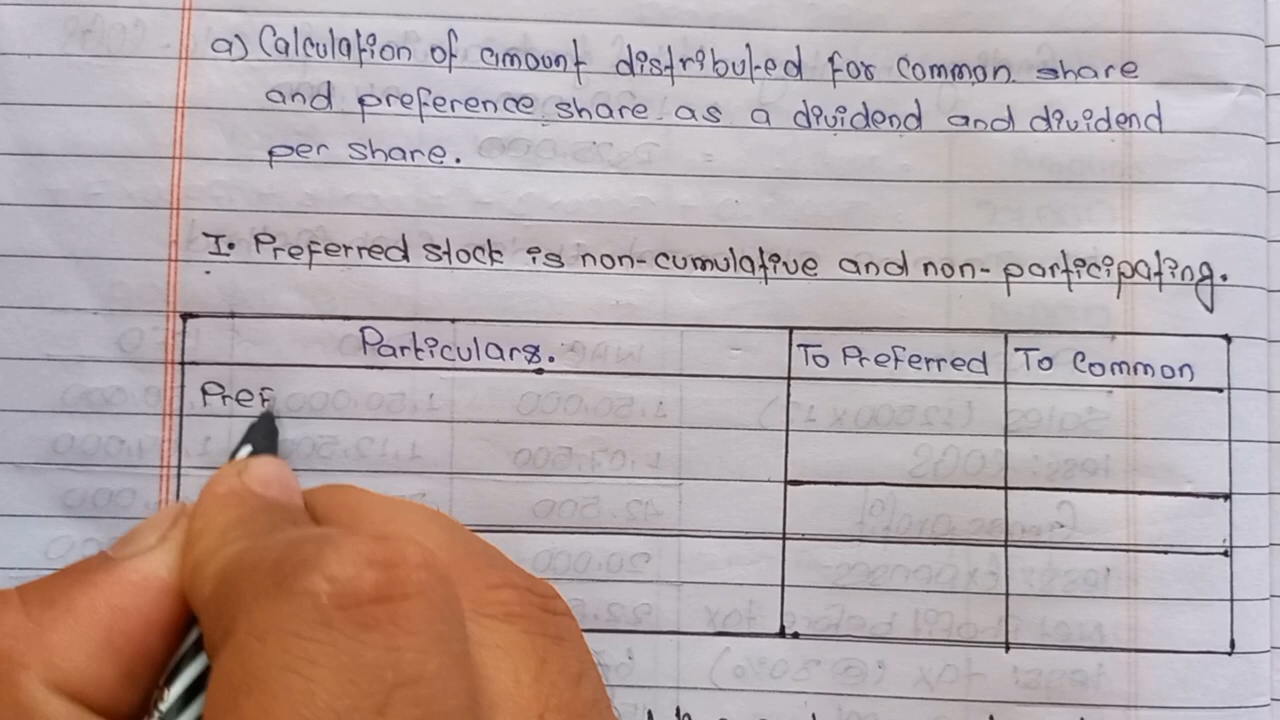 a) Calculation of amount distributed for common share
and preference share as a dividend and dividend
per share.
I. Preferred stock is non-cumulative and non-participating.
Particulars. To Preferred To Common
Pref